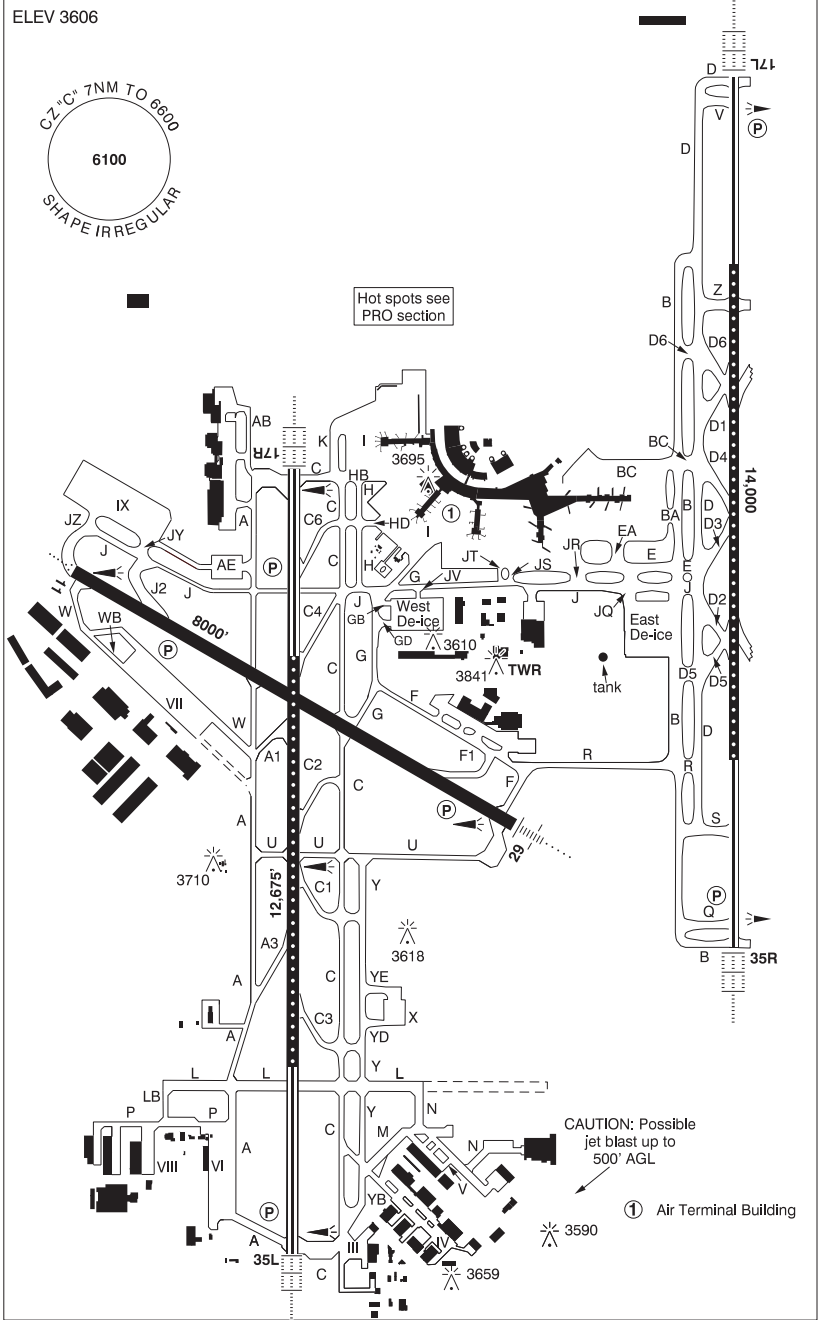 ELEV 3606
CZ "C" 7NM TO 6600
6100
SHAPE IRREGULAR
17L
D
V
P
D
Hot spots see
PRO section
B
Z
D6
D6
AB
K
I
17R
C
3695
HB
H
BC
BC
D1
D4
14,000
IX
A
C6
HD
1
I
BA
B
D
D3
JZ
JY
J
AE
P
C
H
JT
JS
JR
EA
E
E
G
JV
J
11
J2
J
C4
J
West
De-ice
GB
GD
JQ
East
De-ice
J
D2
W
WB
8000'
P
C
G
3610
3841
TWR
tank
D5
D5
VII
W
G
F
B
D
A1
C2
C
F1
F
R
R
A
P
29
S
U
U
U
3710
12,675'
C1
Y
P
Q
A3
3618
B
35R
A
C
YE
C3
X
YD
A
Y
L
L
L
LB
P
P
A
C
Y
N
M
N
CAUTION: Possible
jet blast up to
500' AGL
VIII
VI
V
P
YB
1 Air Terminal Building
A
IV
3590
35L
III
C
3659